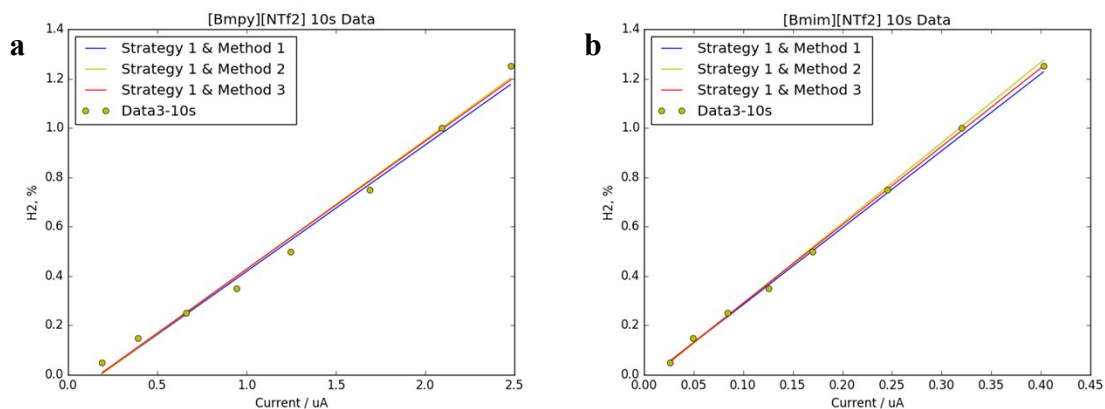 a
[Bmpy][NTf2] 10s Data
Strategy 1 & Method 1
Strategy 1 & Method 2
Strategy 1 & Method 3
Data3-10s
H2, %
1.4
1.2
1.0
0.8
0.6
0.4
0.2
0.0
0.0 0.5 1.0 1.5 2.0 2.5
Current / uA
b
[Bmim][NTf2] 10s Data
Strategy 1 & Method 1
Strategy 1 & Method 2
Strategy 1 & Method 3
Data3-10s
H2, %
1.4
1.2
1.0
0.8
0.6
0.4
0.2
0.0
0.00 0.05 0.10 0.15 0.20 0.25 0.30 0.35 0.40 0.45
Current / uA